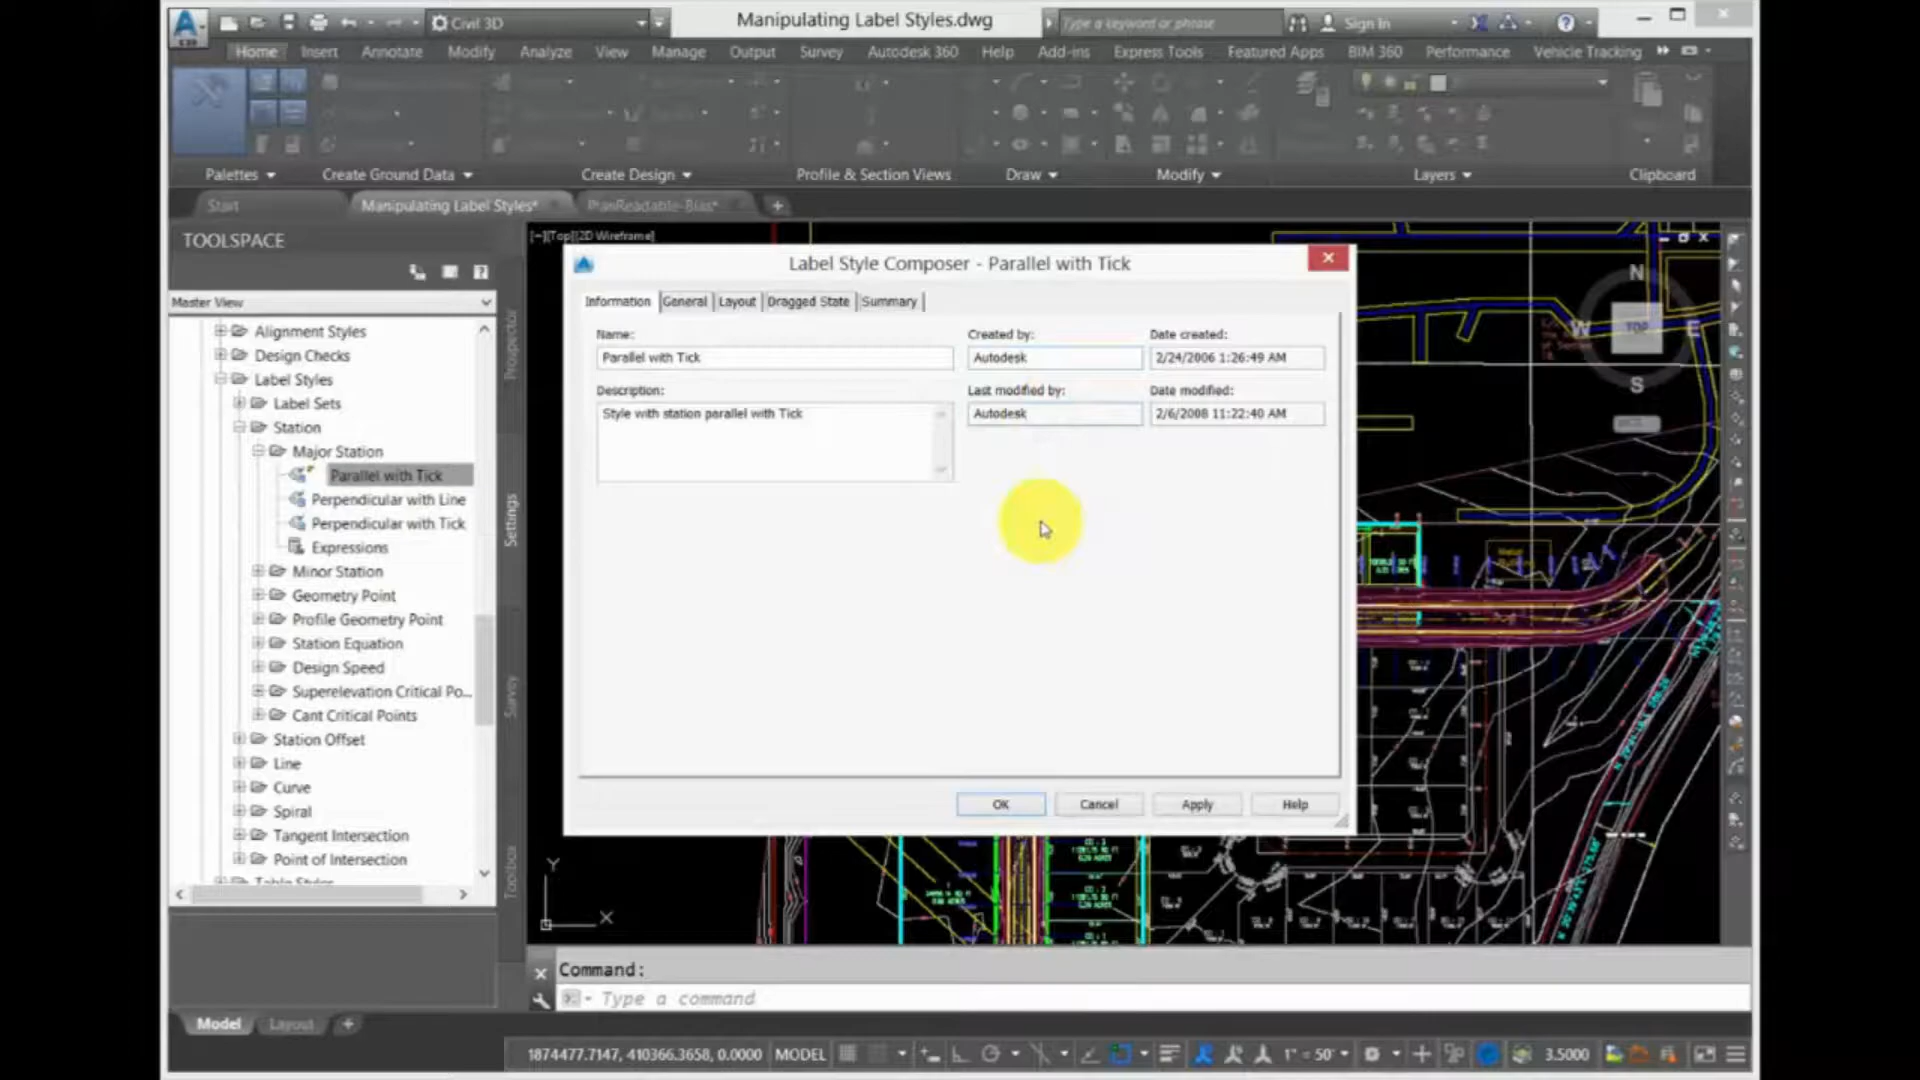 Civil 3D
Manipulating Label Styles.dwg
Type a keyword or phrase
Sign In
Home Insert Annotate Modify Analyze View Manage Output Survey Autodesk 360 Help Add-ins Express Tools Featured Apps BIM 360 Performance Vehicle Tracking
Palettes Create Ground Data Create Design Profile & Section Views Draw Modify Layers Clipboard
Start Manipulating Label Styles* PlanReadable-Bias*
TOOLSPACE
Master View
Alignment Styles
Design Checks
Label Styles
Label Sets
Station
Major Station
Parallel with Tick
Perpendicular with Line
Perpendicular with Tick
Expressions
Minor Station
Geometry Point
Profile Geometry Point
Station Equation
Design Speed
Superelevation Critical Po...
Cant Critical Points
Station Offset
Line
Curve
Spiral
Tangent Intersection
Point of Intersection
Table Styles
Prospector
Settings
Survey
Toolbox
[-][Top][2D Wireframe]
Label Style Composer - Parallel with Tick
Information General Layout Dragged State Summary
Name: Created by: Date created:
Parallel with Tick Autodesk 2/24/2006 1:26:49 AM
Description: Last modified by: Date modified:
Style with station parallel with Tick Autodesk 2/6/2008 11:22:40 AM
OK Cancel Apply Help
N
W TOP E
S
Y
X
Command:
Type a command
Model Layout +
1874477.7147, 410366.3658, 0.0000 MODEL 1" = 50' 3.5000